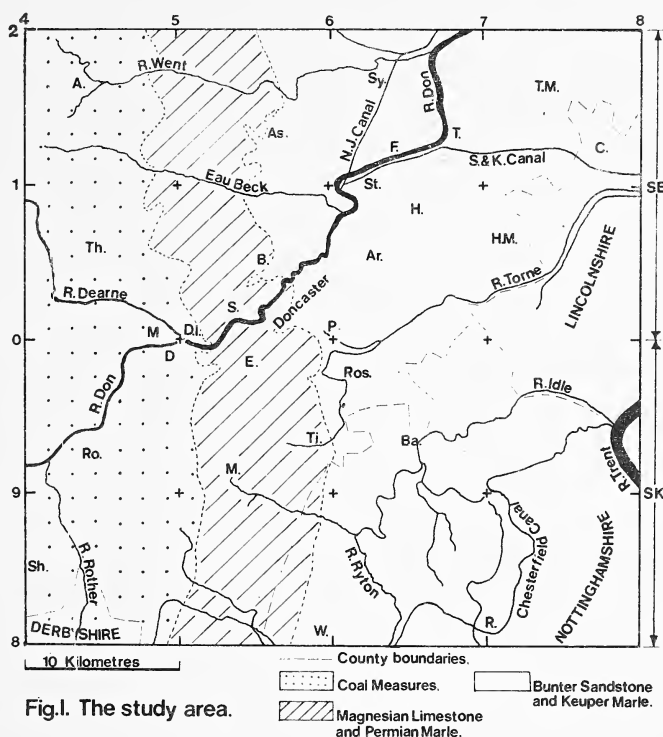 4 5 6 7 8
2
A.
R.Went
Sy.
As.
N.J. Canal
R.Don
T.M.
F.
T.
S.&K. Canal
C.
Eau Beck
1
St.
SE
H.
Th.
B.
Ar.
H.M.
R.Dearne
S.
Doncaster
R.Torne
LINCOLNSHIRE
M
D.i.
P.
0
D
E.
Ros.
R.Don
R.Idle
Ti.
Ba.
Ro.
M.
R.Trent
9
SK
R.Rother
R.Ryton
Chesterfield Canal
NOTTINGHAMSHIRE
Sh.
DERBYSHIRE
W.
R.
8
10 Kilometres
County boundaries.
Coal Measures.
Bunter Sandstone
and Keuper Marle.
Magnesian Limestone
and Permian Marle.
Fig.I. The study area.